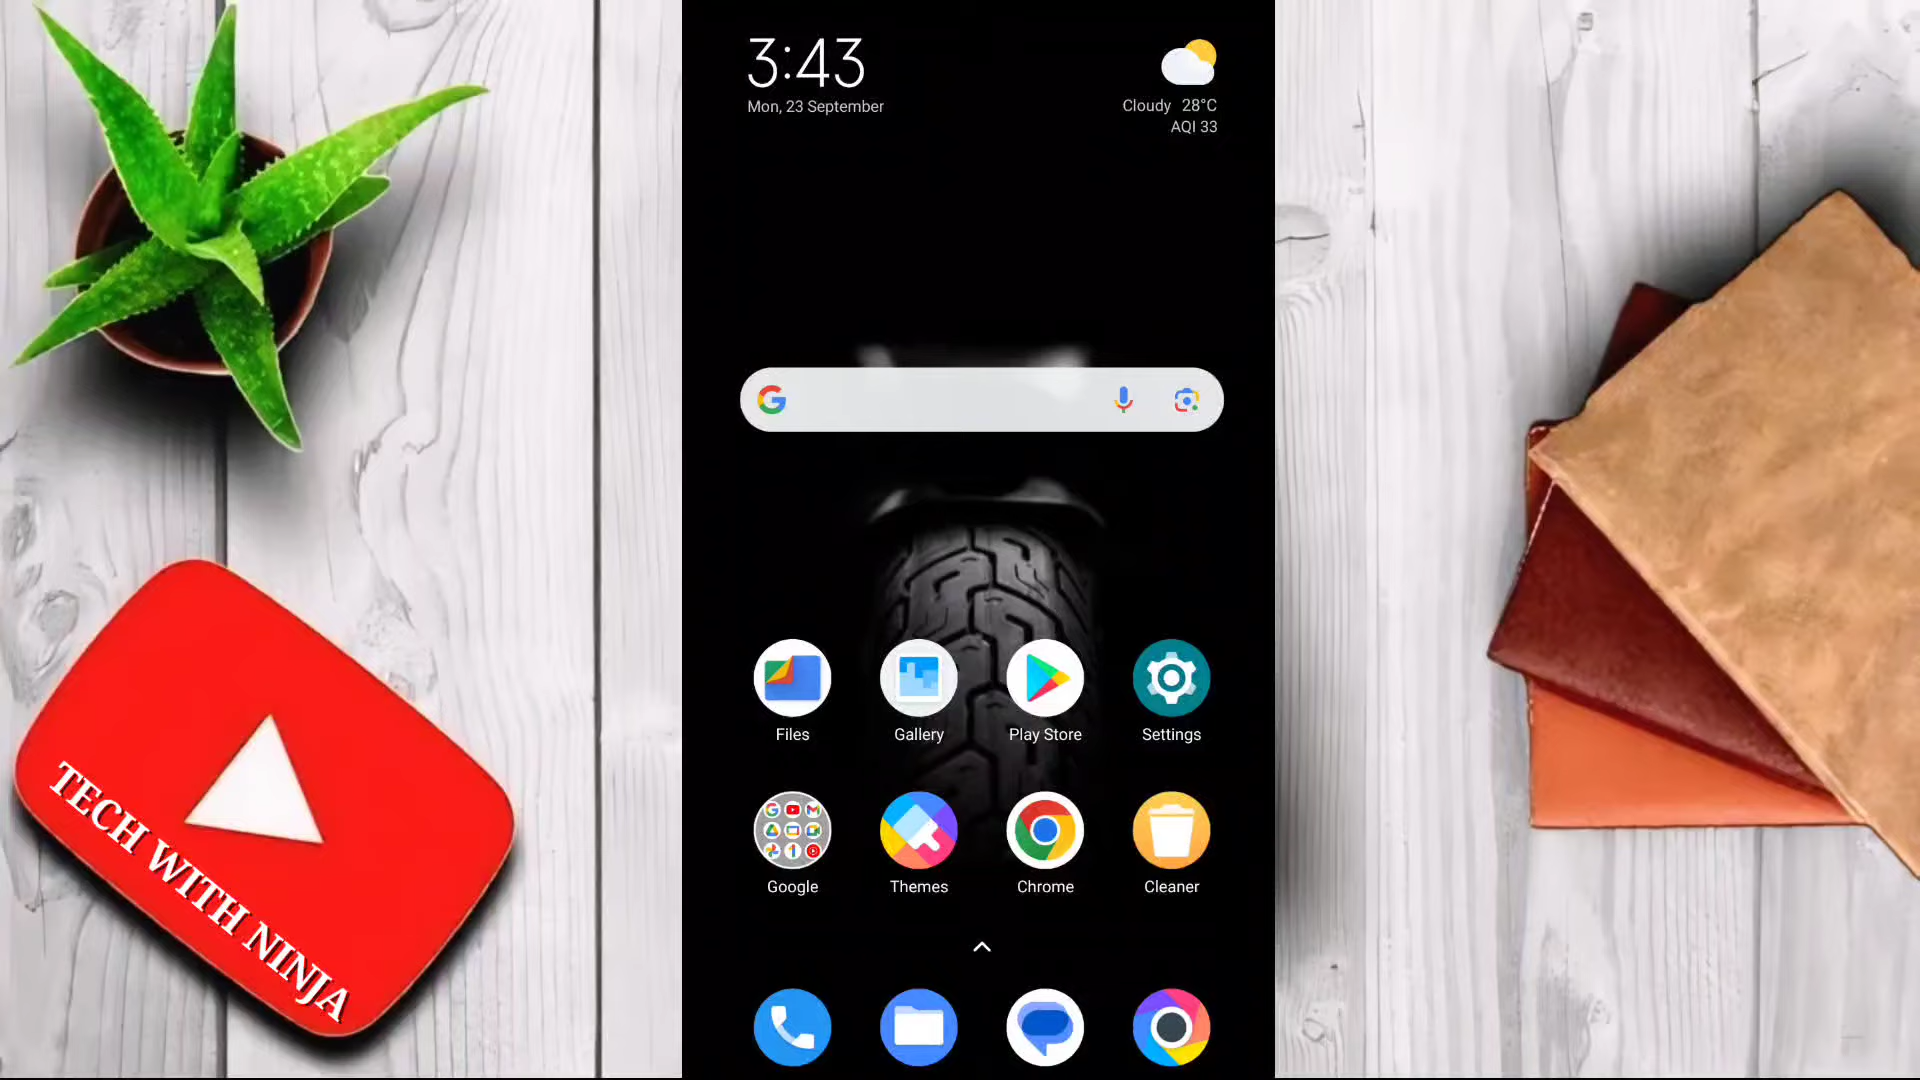 3:43
Mon, 23 September
Cloudy 28°C
AQI 33
Files
Gallery
Play Store
Settings
Google
Themes
Chrome
Cleaner
TECH WITH NINJA